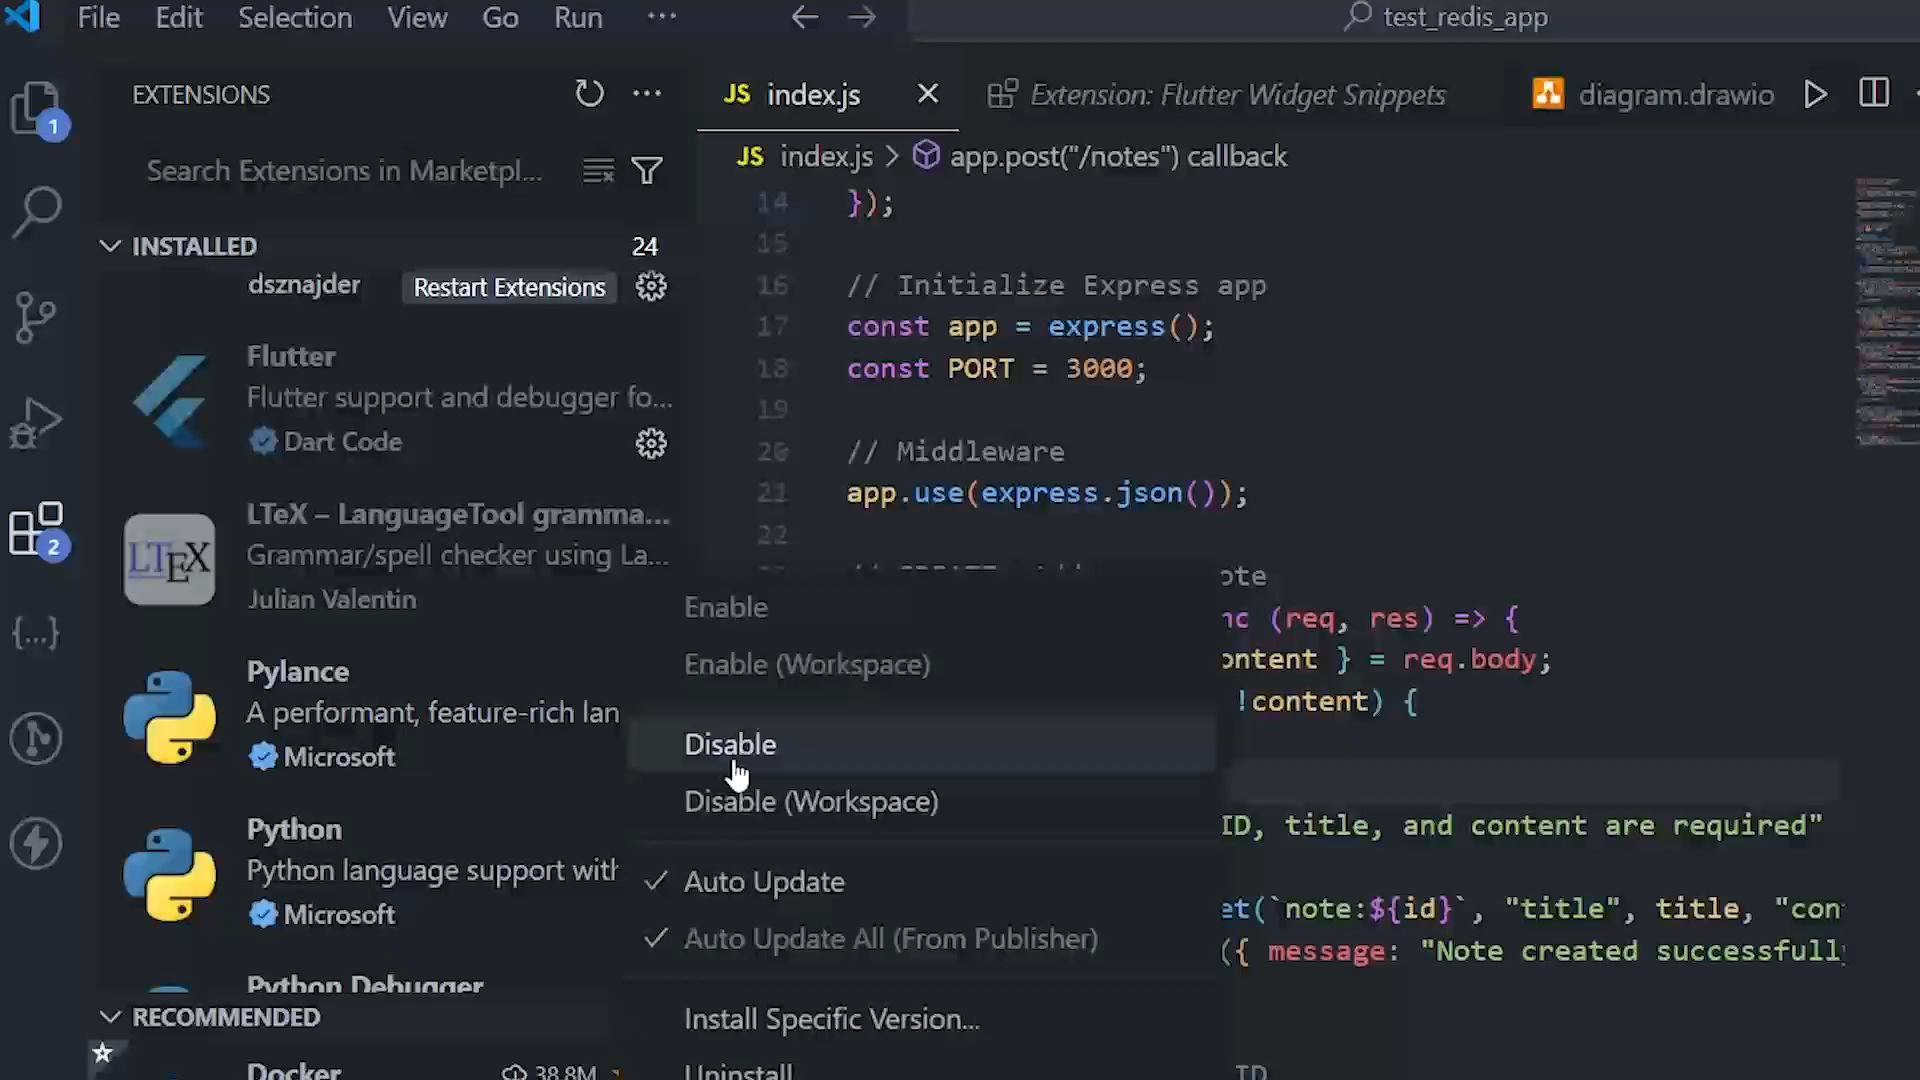 File Edit Selection View Go Run ···
test_redis_app
EXTENSIONS
Search Extensions in Marketpl...
INSTALLED 24
dsznajder Restart Extensions
Flutter
Flutter support and debugger fo...
Dart Code
LTeX – LanguageTool gramma...
Grammar/spell checker using La...
Julian Valentin
LTEX
Pylance
A performant, feature-rich lan
Microsoft
Python
Python language support with
Microsoft
Python Debugger
RECOMMENDED
Docker 38.8M
1
2
{...}
JS index.js
Extension: Flutter Widget Snippets
diagram.drawio
JS index.js > app.post("/notes") callback
14 });
15
16 // Initialize Express app
17 const app = express();
18 const PORT = 3000;
19
20 // Middleware
21 app.use(express.json());
22
ote
nc (req, res) => {
ontent } = req.body;
!content) {
ID, title, and content are required"
et(`note:${id}`, "title", title, "con
({ message: "Note created successfull
ID
Enable
Enable (Workspace)
Disable
Disable (Workspace)
Auto Update
Auto Update All (From Publisher)
Install Specific Version...
Uninstall